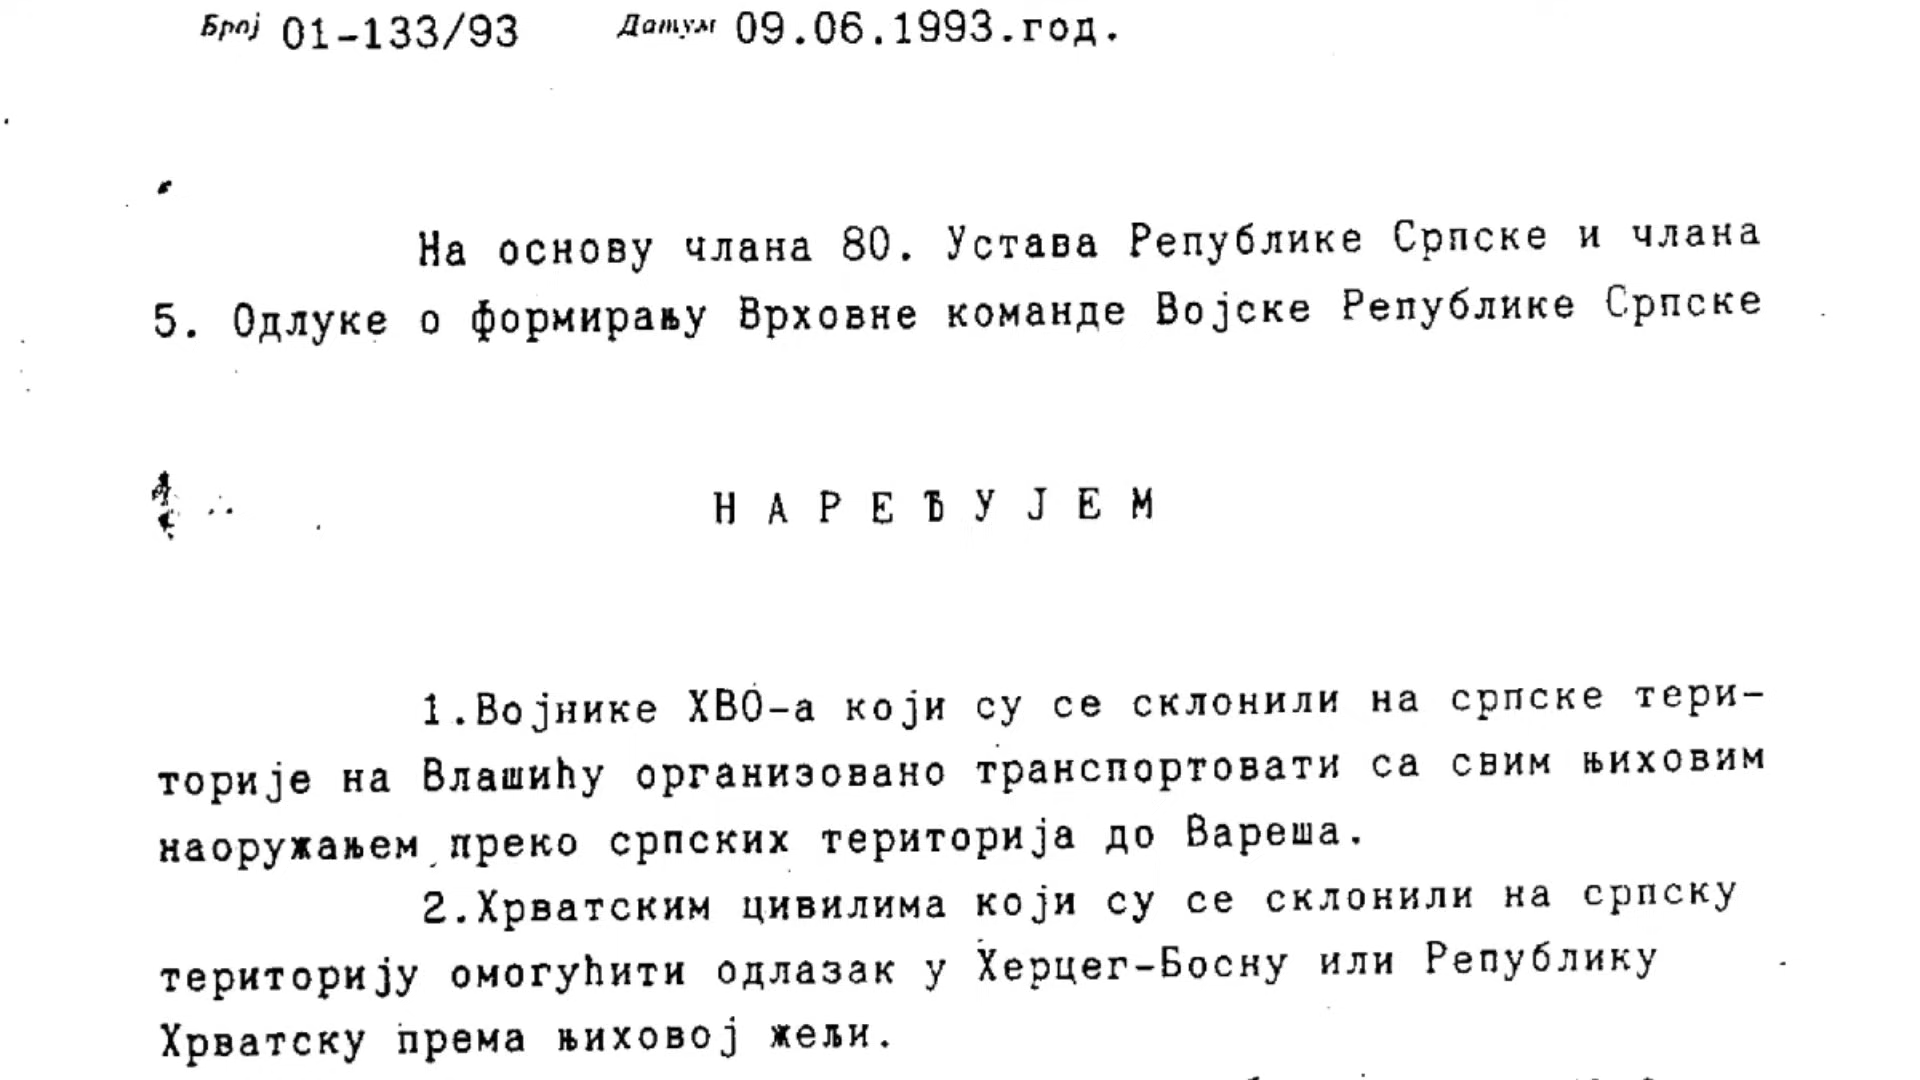 Број 01-133/93 Датум 09.06.1993.год.
На основу члана 80. Устава Републике Српске и члана
5. Одлуке о формирању Врховне команде Војске Републике Српске
Н А Р Е Ђ У Ј Е М
1.Војнике ХВО-а који су се склонили на српске тери-
торије на Влашићу организовано транспортовати са свим њиховим
наоружањем преко српских територија до Вареша.
2.Хрватским цивилима који су се склонили на српску
територију омогућити одлазак у Херцег-Босну или Републику
Хрватску према њиховој жељи.